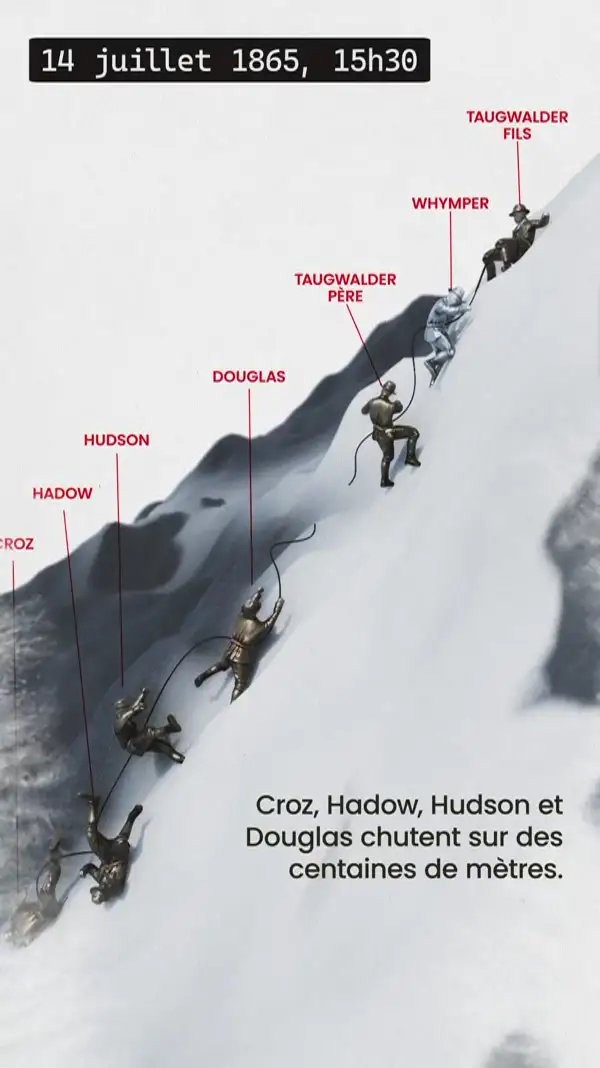 14 juillet 1865, 15h30
TAUGWALDER
FILS
WHYMPER
TAUGWALDER
PÈRE
DOUGLAS
HUDSON
HADOW
CROZ
Croz, Hadow, Hudson et
Douglas chutent sur des
centaines de mètres.